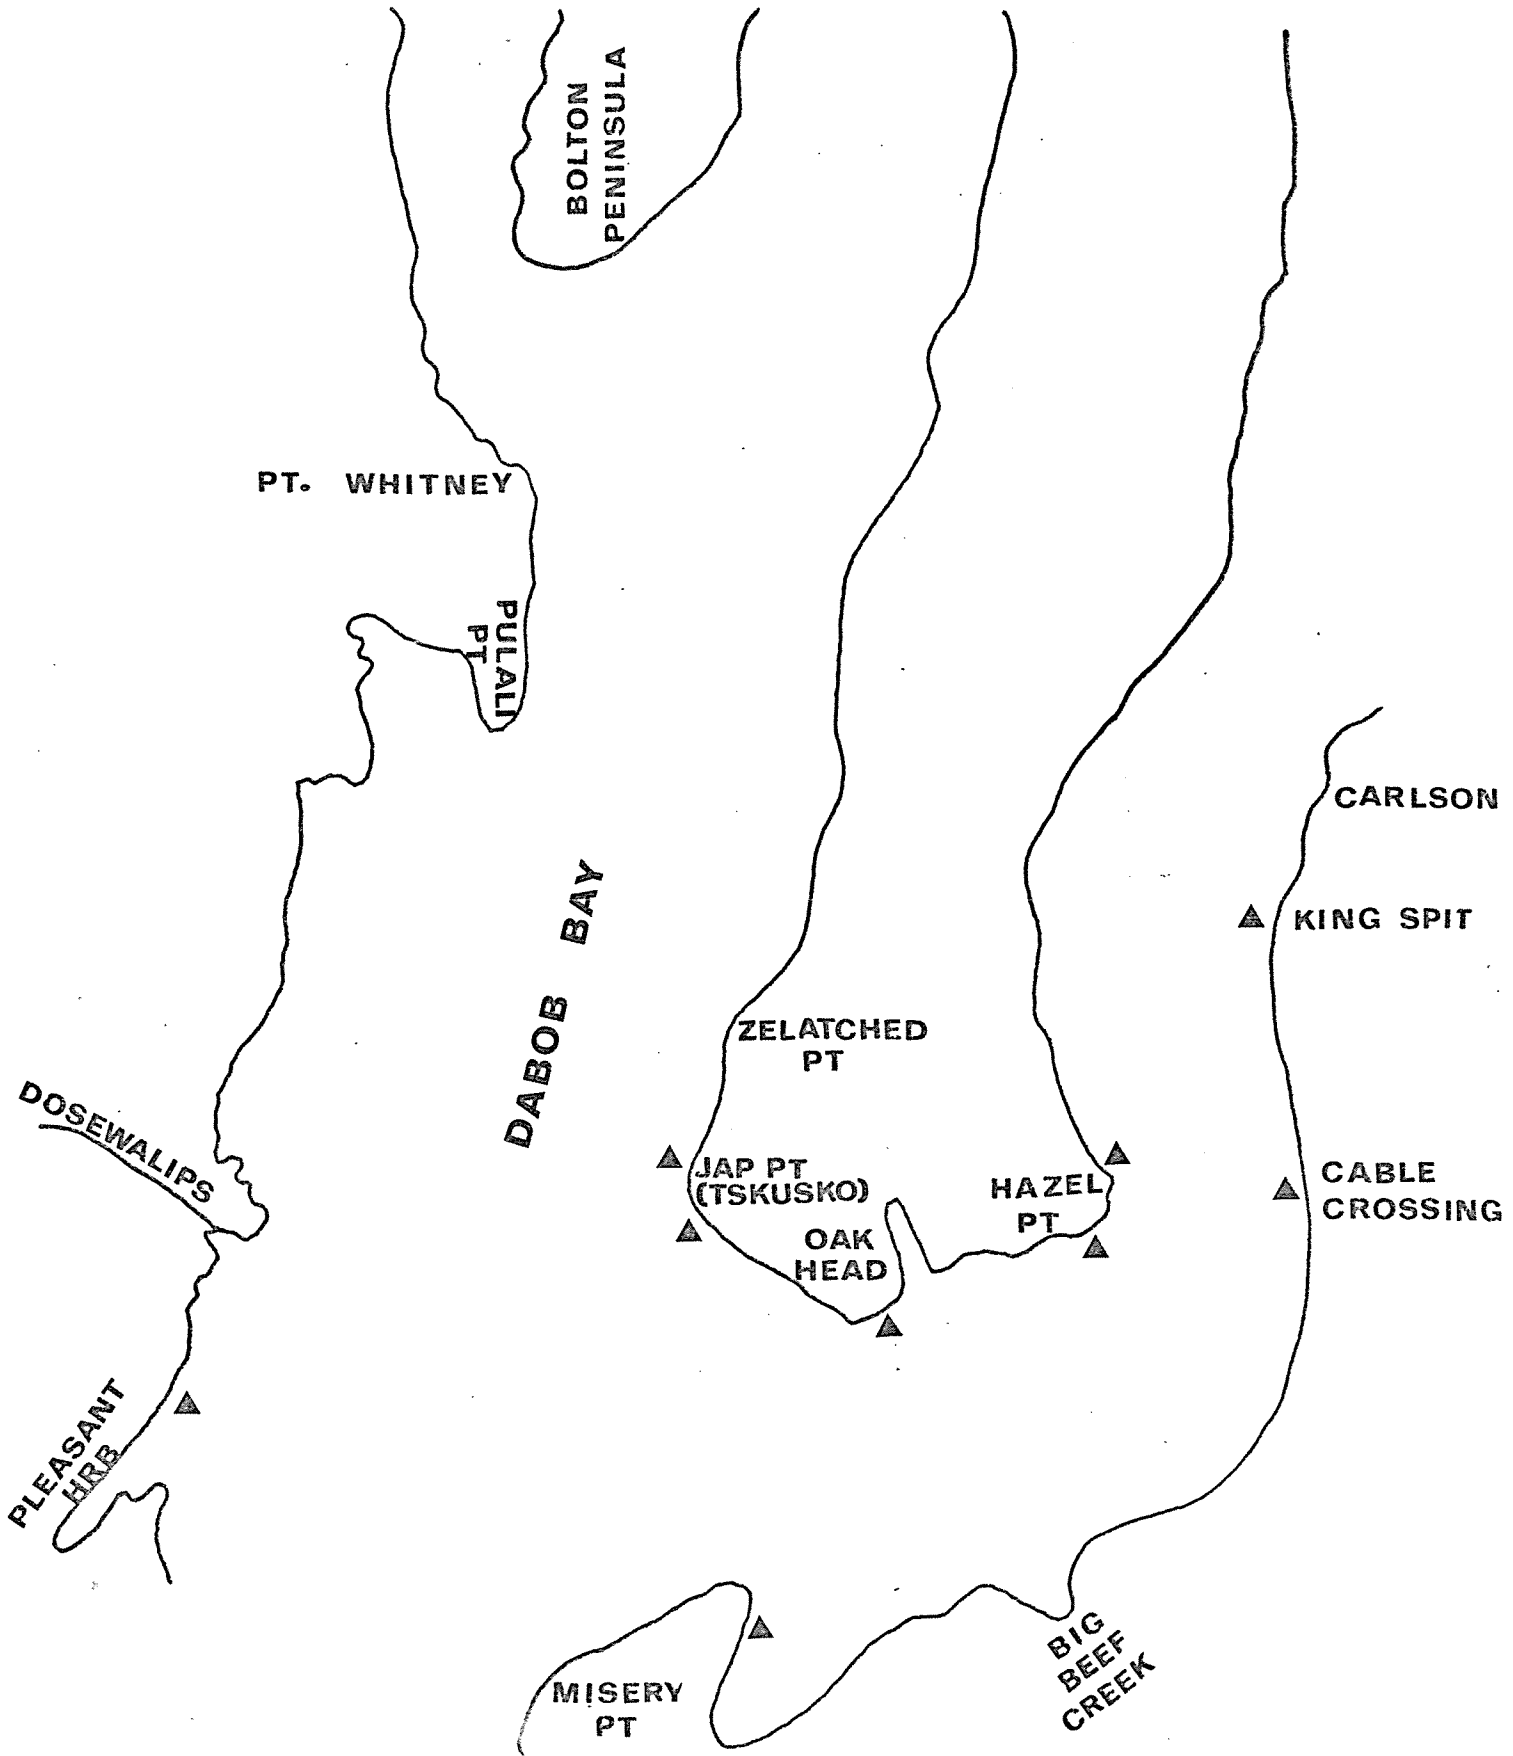 BOLTON
PENINSULA
PT. WHITNEY
PULALI
PT
CARLSON
DABOB BAY
KING SPIT
ZELATCHED
PT
DOSEWALIPS
JAP PT
(TSKUSKO)
HAZEL
PT
CABLE
CROSSING
OAK
HEAD
PLEASANT
HRB
BIG
BEEF
CREEK
MISERY
PT